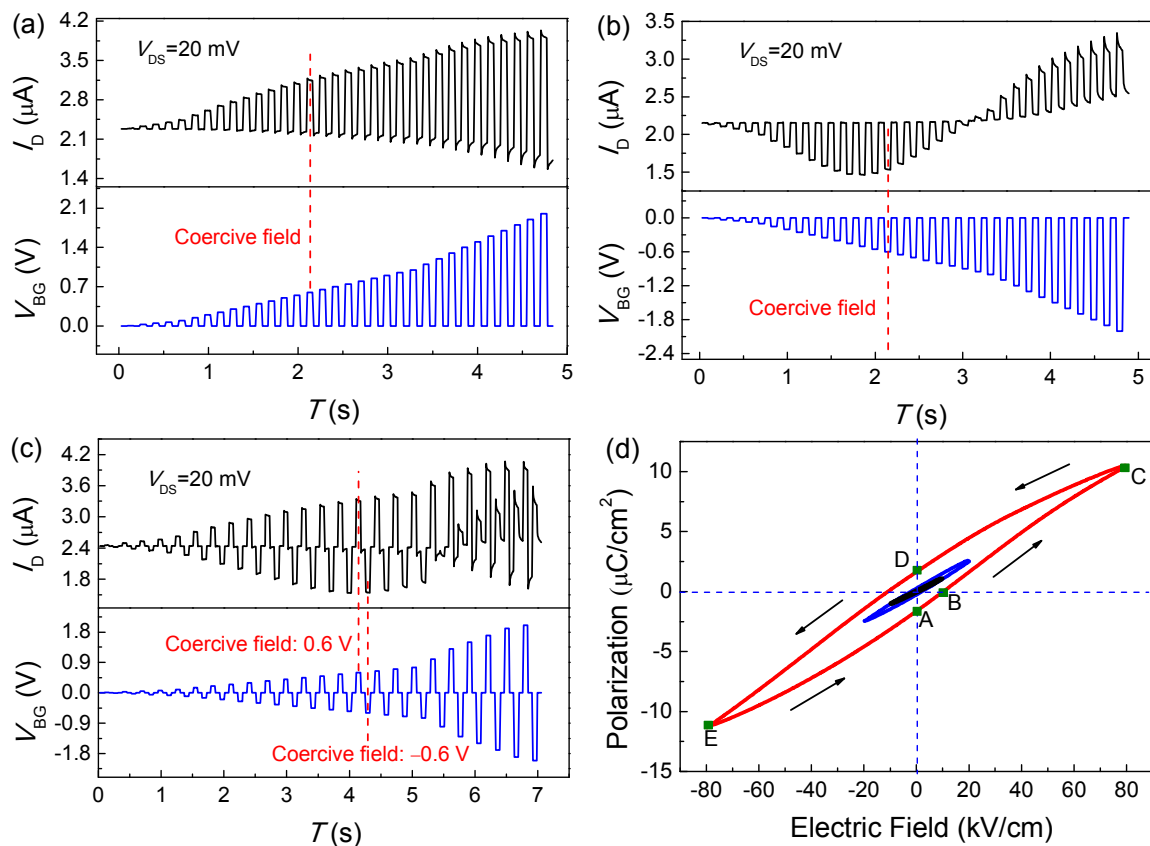 (a)
4.2
3.5
2.8
2.1
1.4
I_D (μA)
V_DS=20 mV
2.1
1.4
0.7
0.0
V_BG (V)
Coercive field
0 1 2 3 4 5
T (s)
(b)
3.5
3.0
2.5
2.0
1.5
I_D (μA)
V_DS=20 mV
0.0
-0.6
-1.2
-1.8
-2.4
V_BG (V)
Coercive field
0 1 2 3 4 5
T (s)
(c)
4.2
3.6
3.0
2.4
1.8
I_D (μA)
V_DS=20 mV
1.8
0.9
0.0
-0.9
-1.8
V_BG (V)
Coercive field: 0.6 V
Coercive field: –0.6 V
0 1 2 3 4 5 6 7
T (s)
(d)
10
5
0
-5
-10
-15
Polarization (μC/cm²)
C
D
B
A
E
-80 -60 -40 -20 0 20 40 60 80
Electric Field (kV/cm)